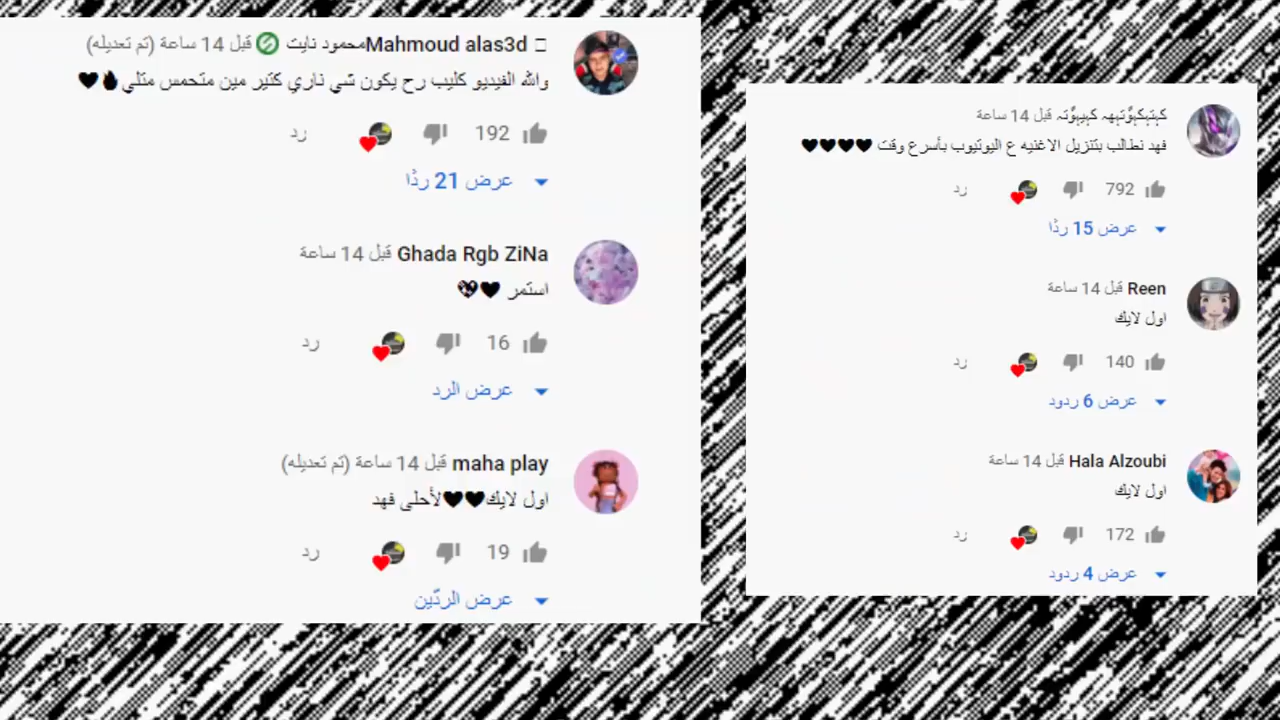 Mahmoud alas3dمحمود نايت قبل 14 ساعة (تم تعديله)
والله الفيديو كليب رح يكون شي ناري كتير مين متحمس متلي🔥🖤
192 رد
عرض 21 ردًا
Ghada Rgb ZiNa قبل 14 ساعة
استمر 🖤💖
16 رد
عرض الرد
maha play قبل 14 ساعة (تم تعديله)
اول لايك🖤🖤لأحلى فهد
19 رد
عرض الردّين
قبل 14 ساعة
فهد نطالب بتنزيل الاغنيه ع اليوتيوب بأسرع وقت 🖤🖤🖤🖤
792 رد
عرض 15 ردًا
Reen قبل 14 ساعة
اول لايك
140 رد
عرض 6 ردود
Hala Alzoubi قبل 14 ساعة
اول لايك
172 رد
عرض 4 ردود